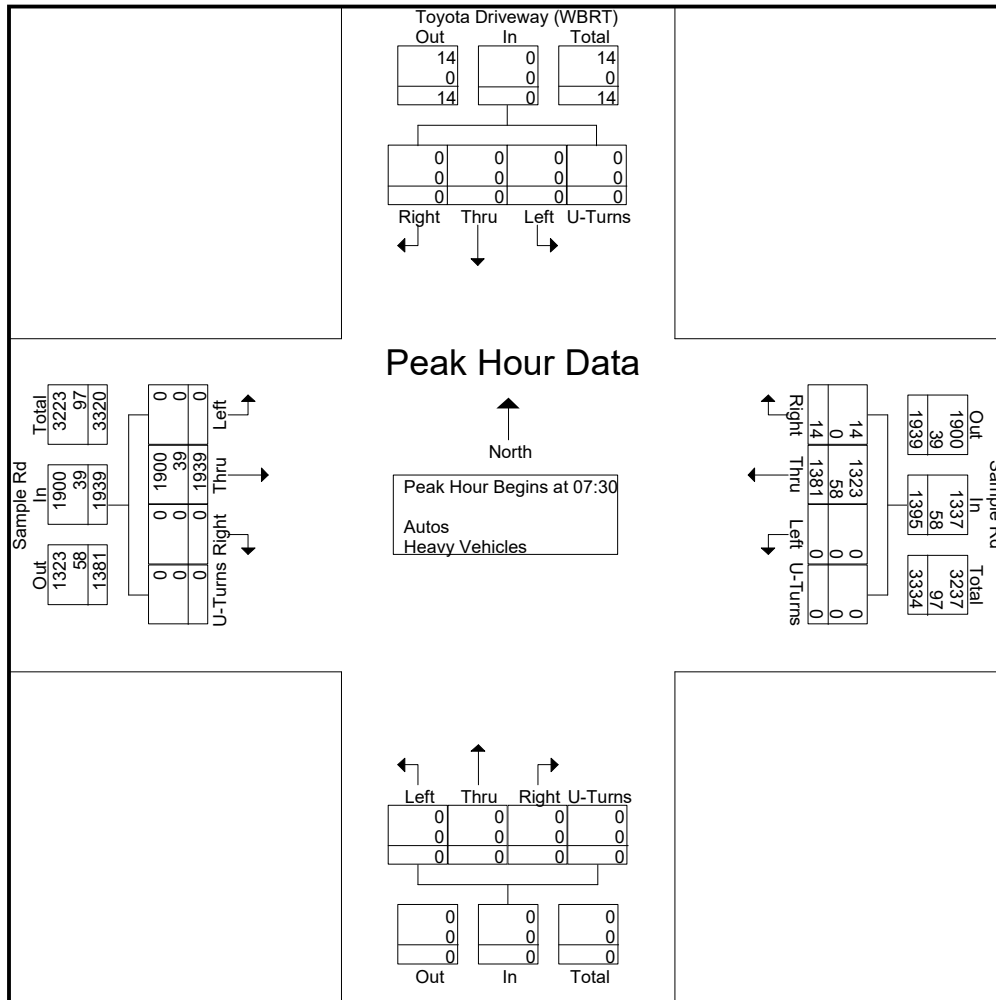 Toyota Driveway (WBRT)
Out In Total
14 0 14
0 0 0
14 0 14
0 0 0 0
0 0 0 0
0 0 0 0
Right Thru Left U-Turns
Peak Hour Data
North
Peak Hour Begins at 07:30
Autos
Heavy Vehicles
Sample Rd
Total In Out
3223 1900 1323
97 39 58
3320 1939 1381
Left Thru Right U-Turns
0 1900 0 0
0 39 0 0
0 1939 0 0
Right Thru Left U-Turns
14 1323 0 0
0 58 0 0
14 1381 0 0
Out In Total
1900 1337 3237
39 58 97
1939 1395 3334
Sample Rd
Left Thru Right U-Turns
0 0 0 0
0 0 0 0
0 0 0 0
0 0 0
0 0 0
0 0 0
Out In Total